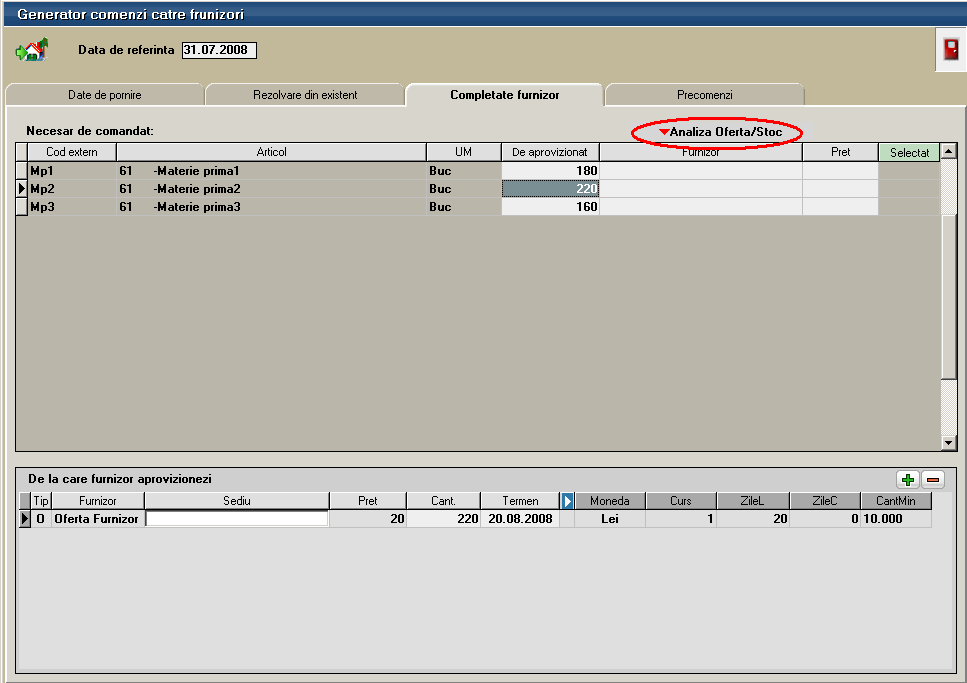 Generator comenzi catre frunizori
Data de referinta 31.07.2008
Date de pornire Rezolvare din existent Completate furnizor Precomenzi
Necesar de comandat: Analiza Oferta/Stoc
Cod extern Articol UM De aprovizionat Furnizor Pret Selectat
Mp1 61 -Materie prima1 Buc 180
Mp2 61 -Materie prima2 Buc 220
Mp3 61 -Materie prima3 Buc 160
De la care furnizor aprovizionezi
Tip Furnizor Sediu Pret Cant. Termen Moneda Curs ZileL ZileC CantMin
O Oferta Furnizor 20 220 20.08.2008 Lei 1 20 0 10.000